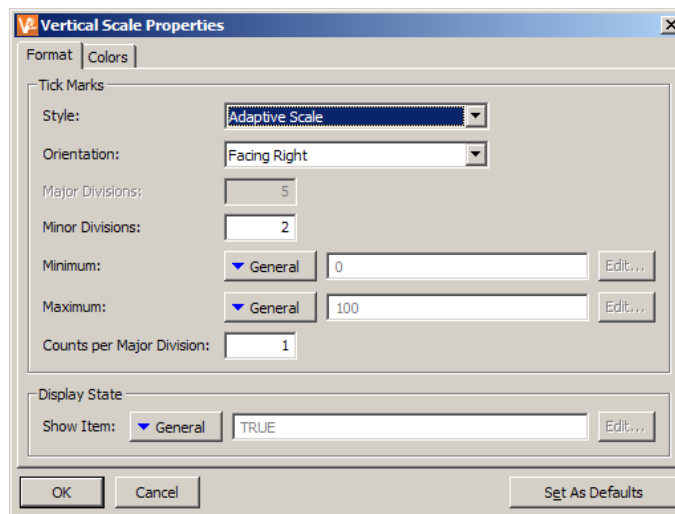 Vertical Scale Properties
Format Colors
Tick Marks
Style: Adaptive Scale
Orientation: Facing Right
Major Divisions: 5
Minor Divisions: 2
Minimum: General 0 Edit...
Maximum: General 100 Edit...
Counts per Major Division: 1
Display State
Show Item: General TRUE Edit...
OK Cancel Set As Defaults